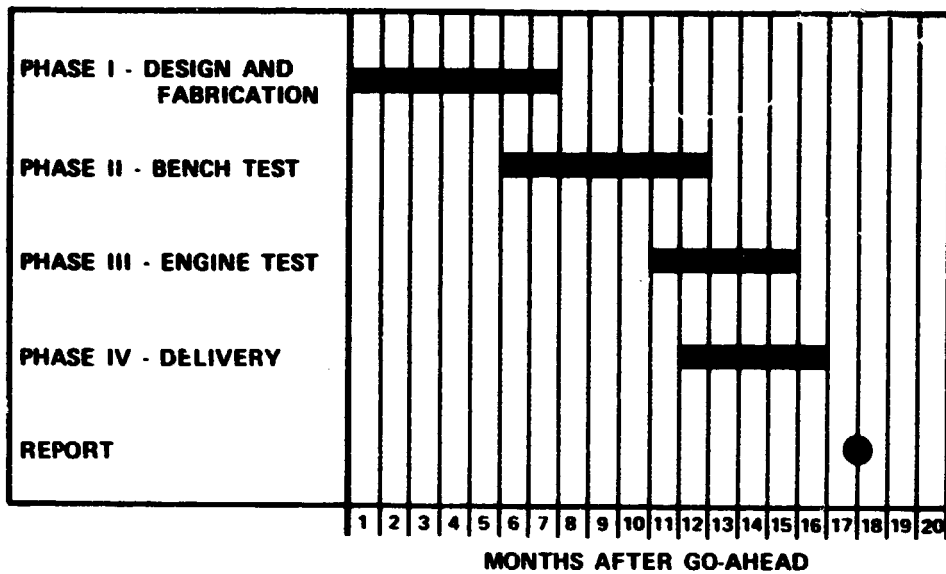 PHASE I - DESIGN AND
FABRICATION
PHASE II - BENCH TEST
PHASE III - ENGINE TEST
PHASE IV - DELIVERY
REPORT
1 2 3 4 5 6 7 8 9 10 11 12 13 14 15 16 17 18 19 20
MONTHS AFTER GO-AHEAD